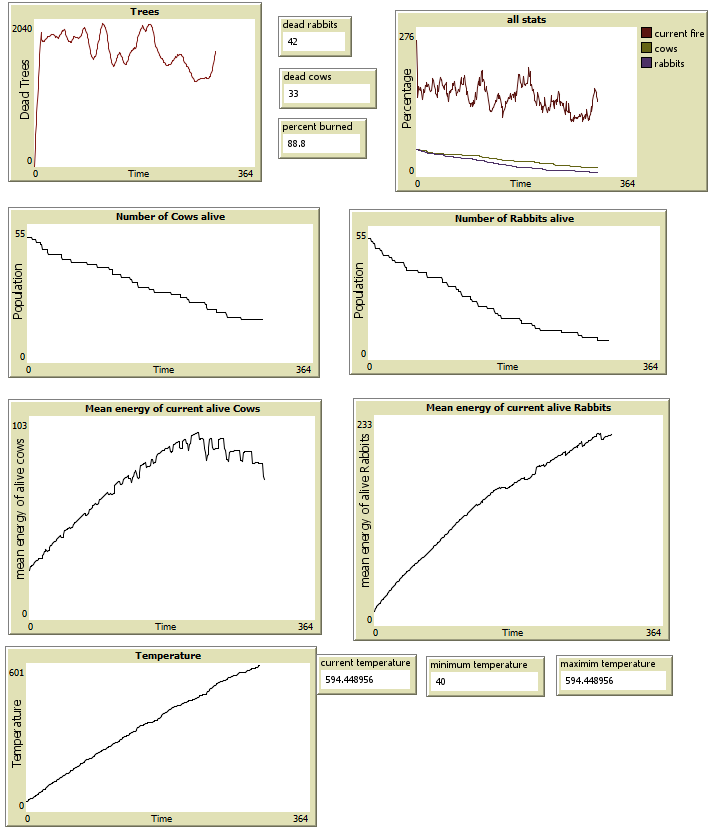 Trees
2040
Dead Trees
0
0
Time
364
dead rabbits
42
dead cows
33
percent burned
88.8
all stats
276
Percentage
0
0
Time
364
current fire
cows
rabbits
Number of Cows alive
55
Population
0
0
Time
364
Number of Rabbits alive
55
Population
0
0
Time
364
Mean energy of current alive Cows
103
mean energy of alive cows
0
0
Time
364
Mean energy of current alive Rabbits
233
mean energy of alive Rabbits
0
0
Time
364
Temperature
601
Temperature
0
0
Time
364
current temperature
594.448956
minimum temperature
40
maximim temperature
594.448956